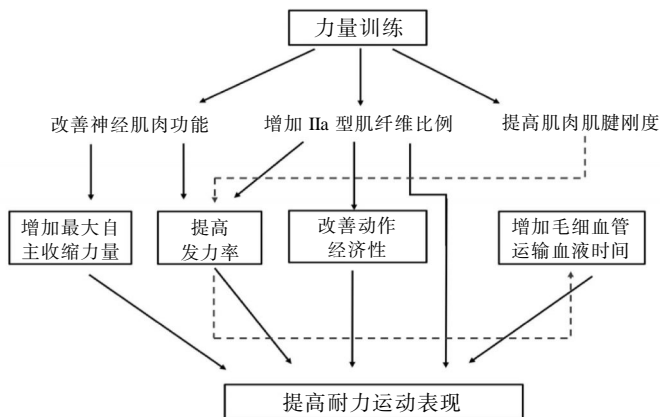 力量训练
改善神经肌肉功能
增加 IIa 型肌纤维比例
提高肌肉肌腱刚度
增加最大自
主收缩力量
提高
发力率
改善动作
经济性
增加毛细血管
运输血液时间
提高耐力运动表现